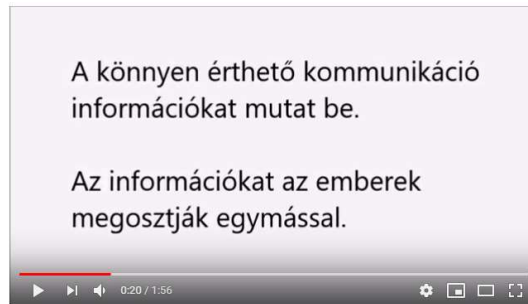 A könnyen érthető kommunikáció
információkat mutat be.
Az információkat az emberek
megosztják egymással.
0:20 / 1:56